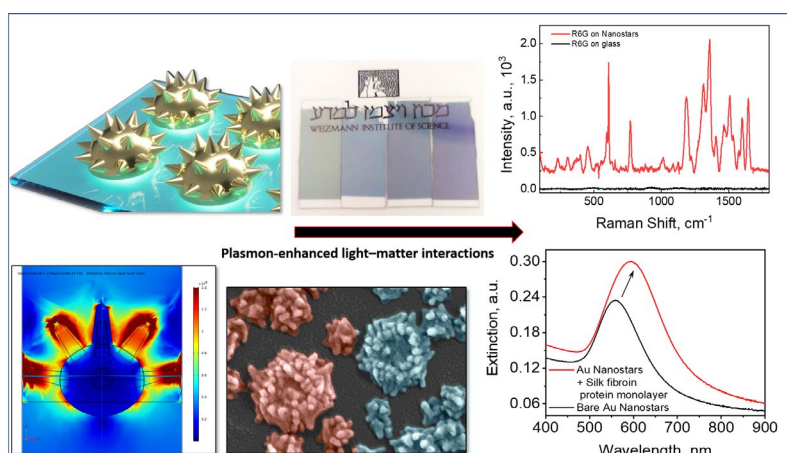 מכון ויצמן למדע
WEIZMANN INSTITUTE OF SCIENCE
Plasmon-enhanced light–matter interactions
R6G on Nanostars
R6G on glass
Intensity, a.u., 10³
2.0
1.5
1.0
0.5
0.0
500
1000
1500
Raman Shift, cm⁻¹
Extinction, a.u.
0.30
0.24
0.18
0.12
0.06
Au Nanostars
+ Silk fibroin
protein monolayer
Bare Au Nanostars
400
500
600
700
800
900
Wavelength, nm